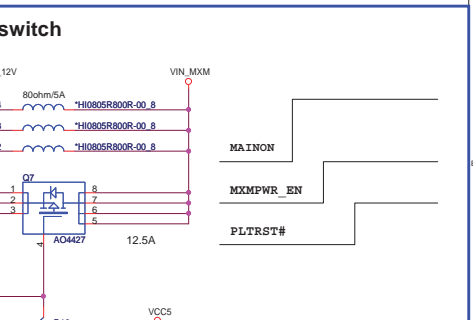 switch
_12V
VIN_MXM
80ohm/5A
*HI0805R800R-00_8
*HI0805R800R-00_8
*HI0805R800R-00_8
MAINON
Q7
1
2
3
8
7
6
5
MXMPWR_EN
4
AO4427
12.5A
PLTRST#
VCC5